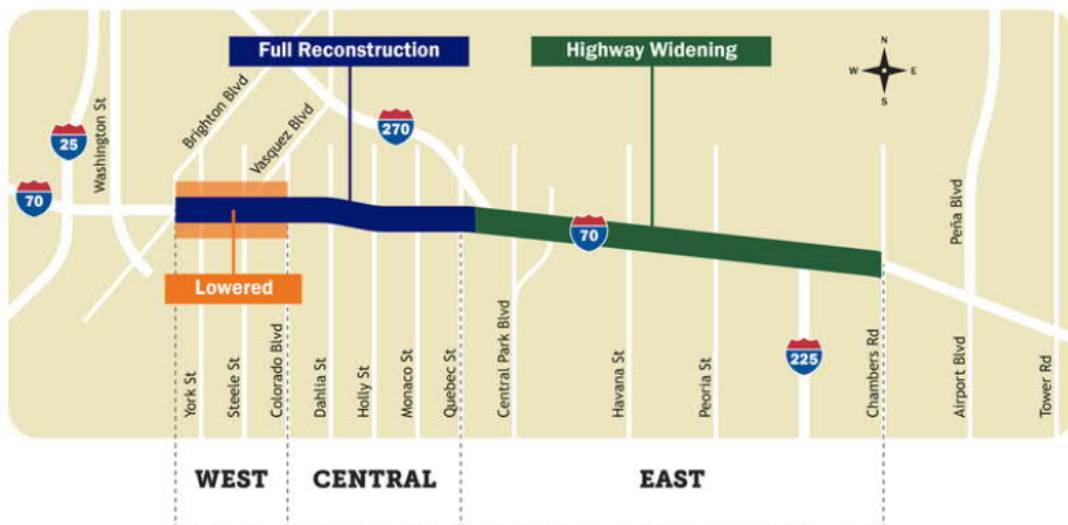 Full Reconstruction
Highway Widening
N
W
E
S
Brighton Blvd
Vasquez Blvd
Washington St
25
270
70
70
Peña Blvd
Lowered
York St
Steele St
Colorado Blvd
Dahlia St
Holly St
Monaco St
Quebec St
Central Park Blvd
Havana St
Peoria St
225
Chambers Rd
Airport Blvd
Tower Rd
WEST
CENTRAL
EAST